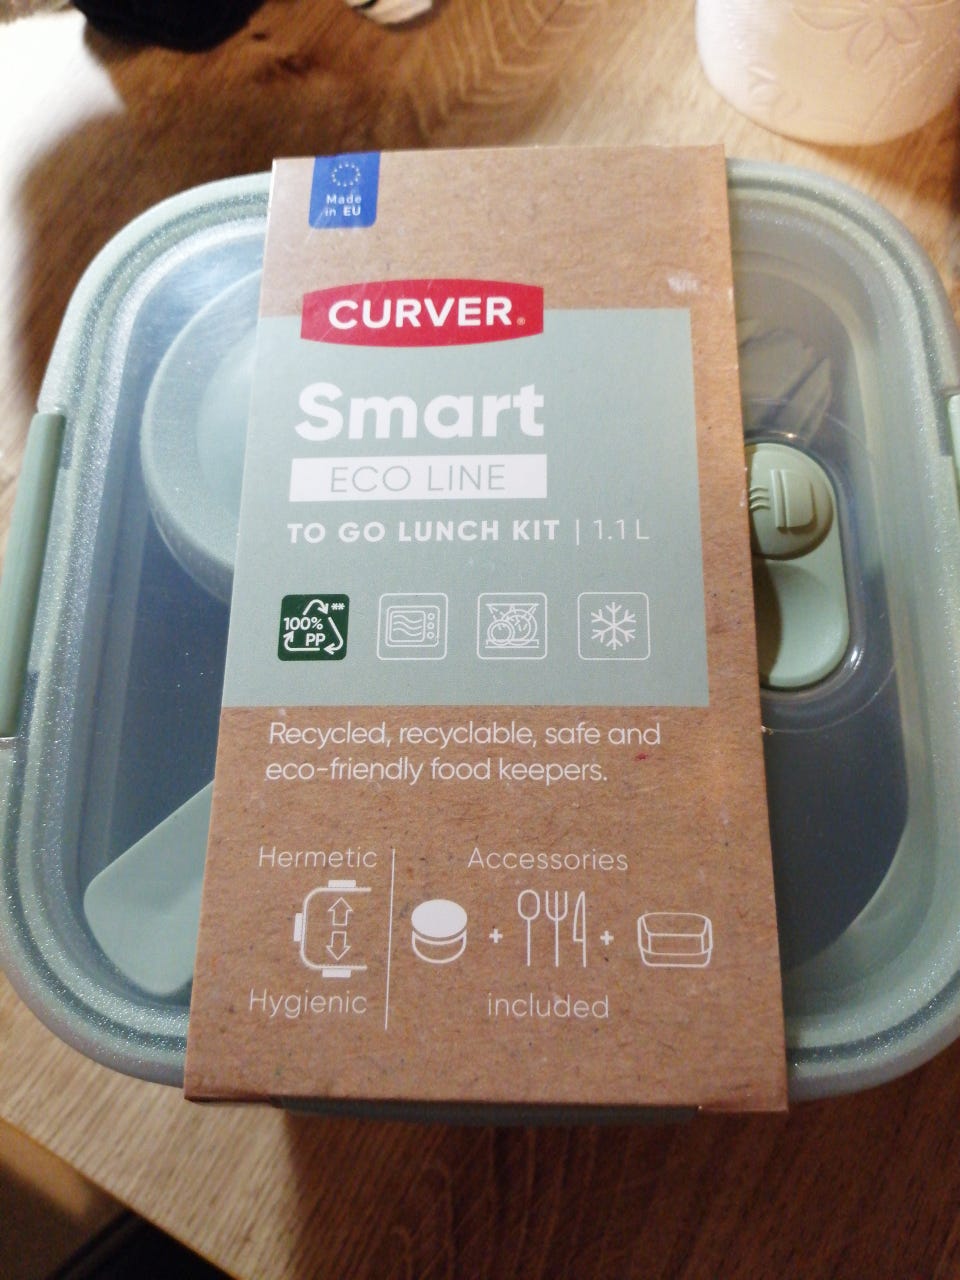 Made
in EU
CURVER®
Smart
ECO LINE
TO GO LUNCH KIT | 1.1 L
100% **
PP
Recycled, recyclable, safe and
eco-friendly food keepers.
Hermetic
Hygienic
Accessories
+ +
included